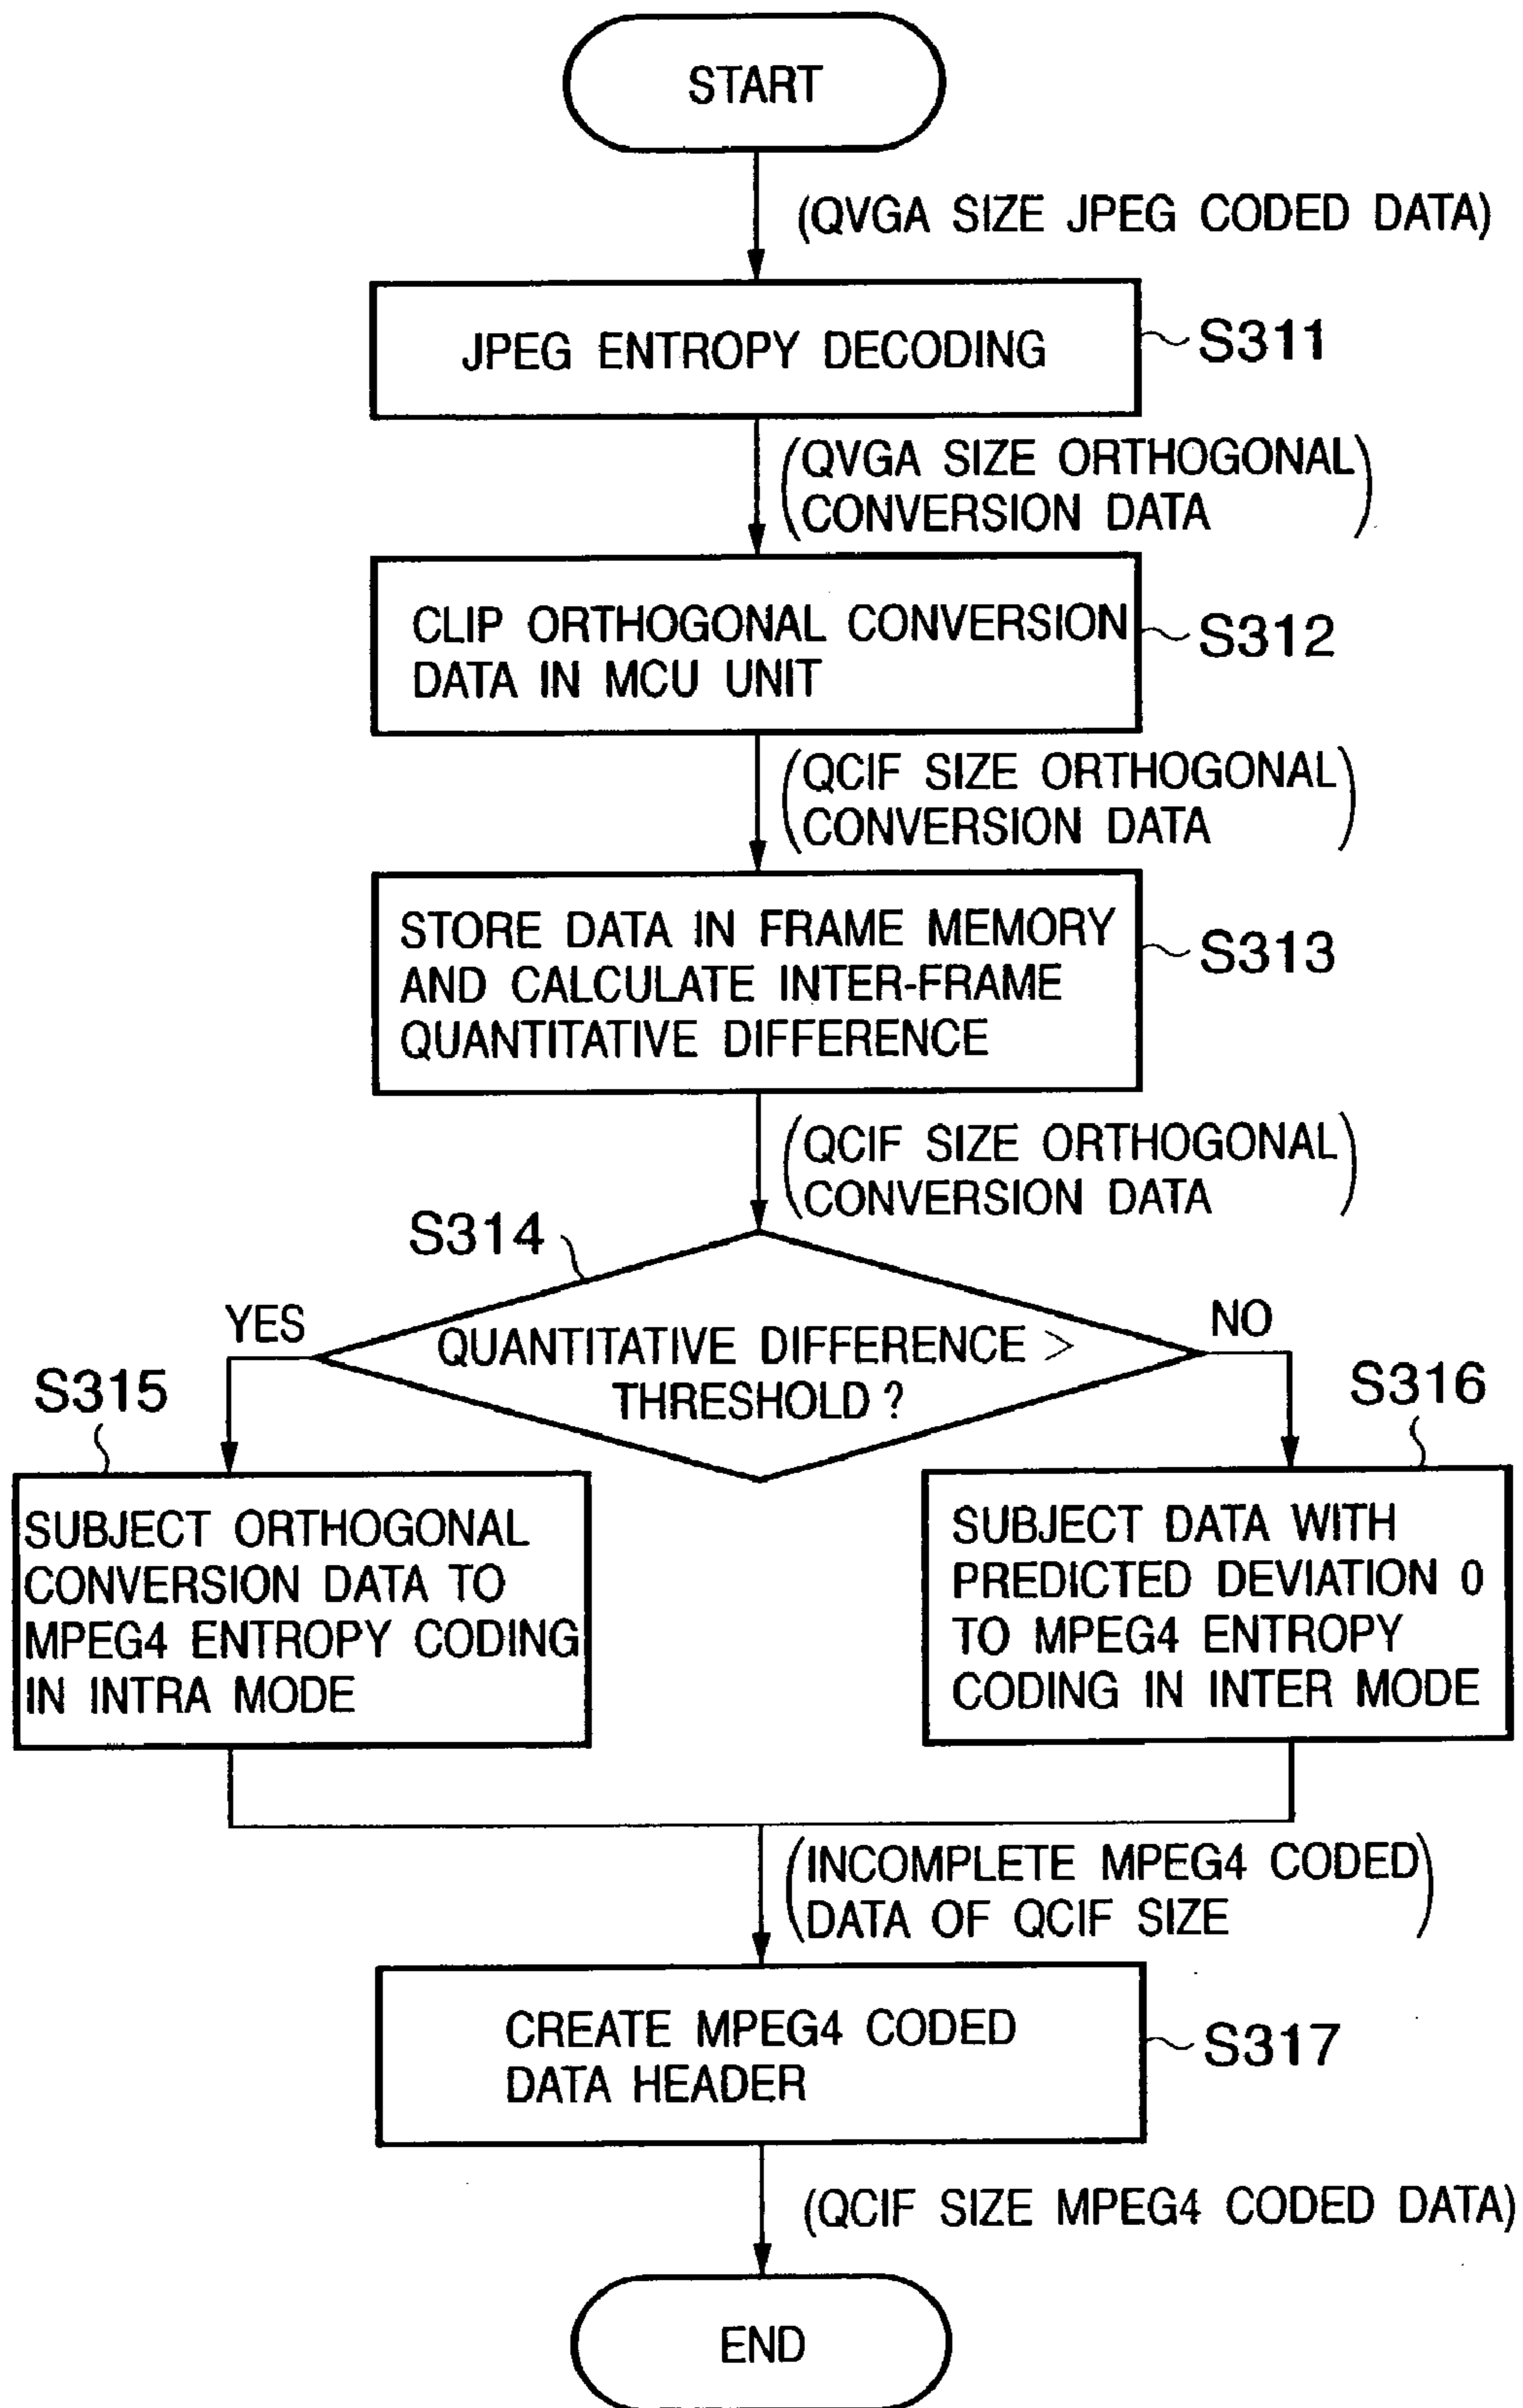 START
(QVGA SIZE JPEG CODED DATA)
JPEG ENTROPY DECODING
S311
(QVGA SIZE ORTHOGONAL
CONVERSION DATA)
CLIP ORTHOGONAL CONVERSION
DATA IN MCU UNIT
S312
(QCIF SIZE ORTHOGONAL
CONVERSION DATA)
STORE DATA IN FRAME MEMORY
AND CALCULATE INTER-FRAME
QUANTITATIVE DIFFERENCE
S313
(QCIF SIZE ORTHOGONAL
CONVERSION DATA)
S314
QUANTITATIVE DIFFERENCE >
THRESHOLD ?
YES
NO
S315
SUBJECT ORTHOGONAL
CONVERSION DATA TO
MPEG4 ENTROPY CODING
IN INTRA MODE
S316
SUBJECT DATA WITH
PREDICTED DEVIATION 0
TO MPEG4 ENTROPY
CODING IN INTER MODE
(INCOMPLETE MPEG4 CODED
DATA OF QCIF SIZE)
CREATE MPEG4 CODED
DATA HEADER
S317
(QCIF SIZE MPEG4 CODED DATA)
END